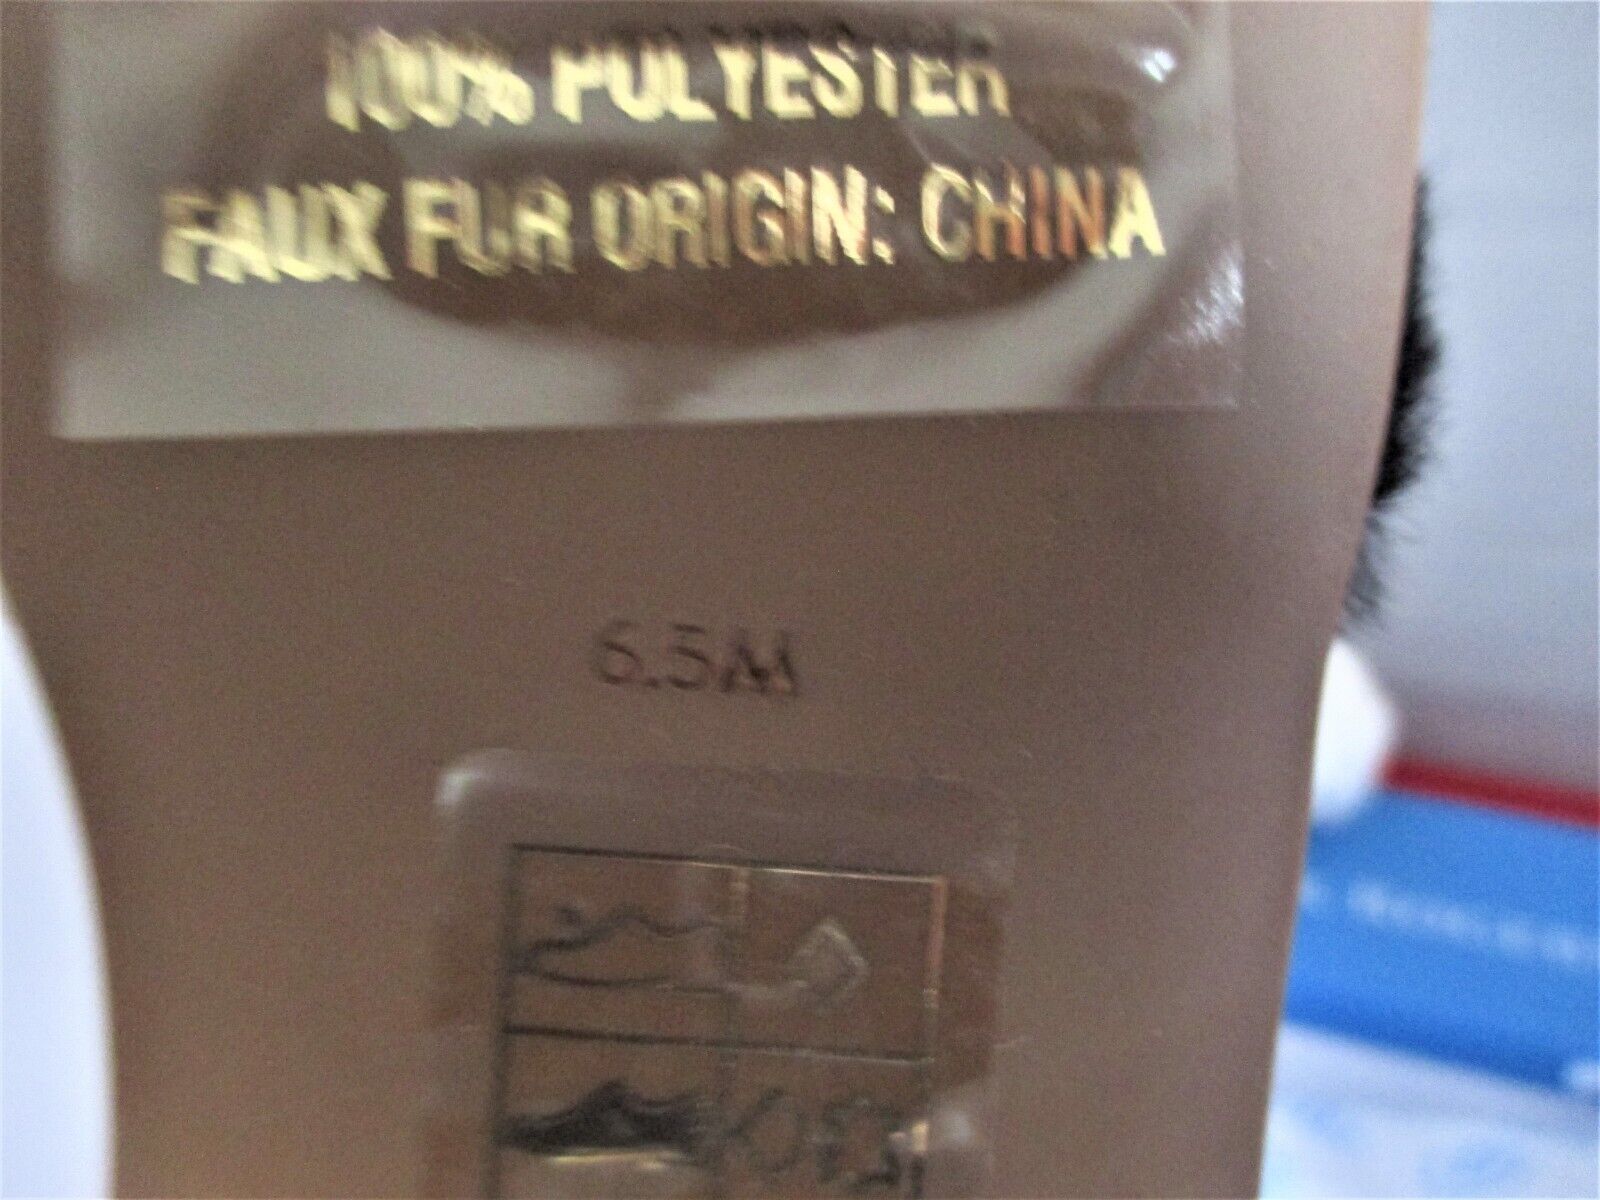 100% POLYESTER
FAUX FUR ORIGIN: CHINA
6.5M